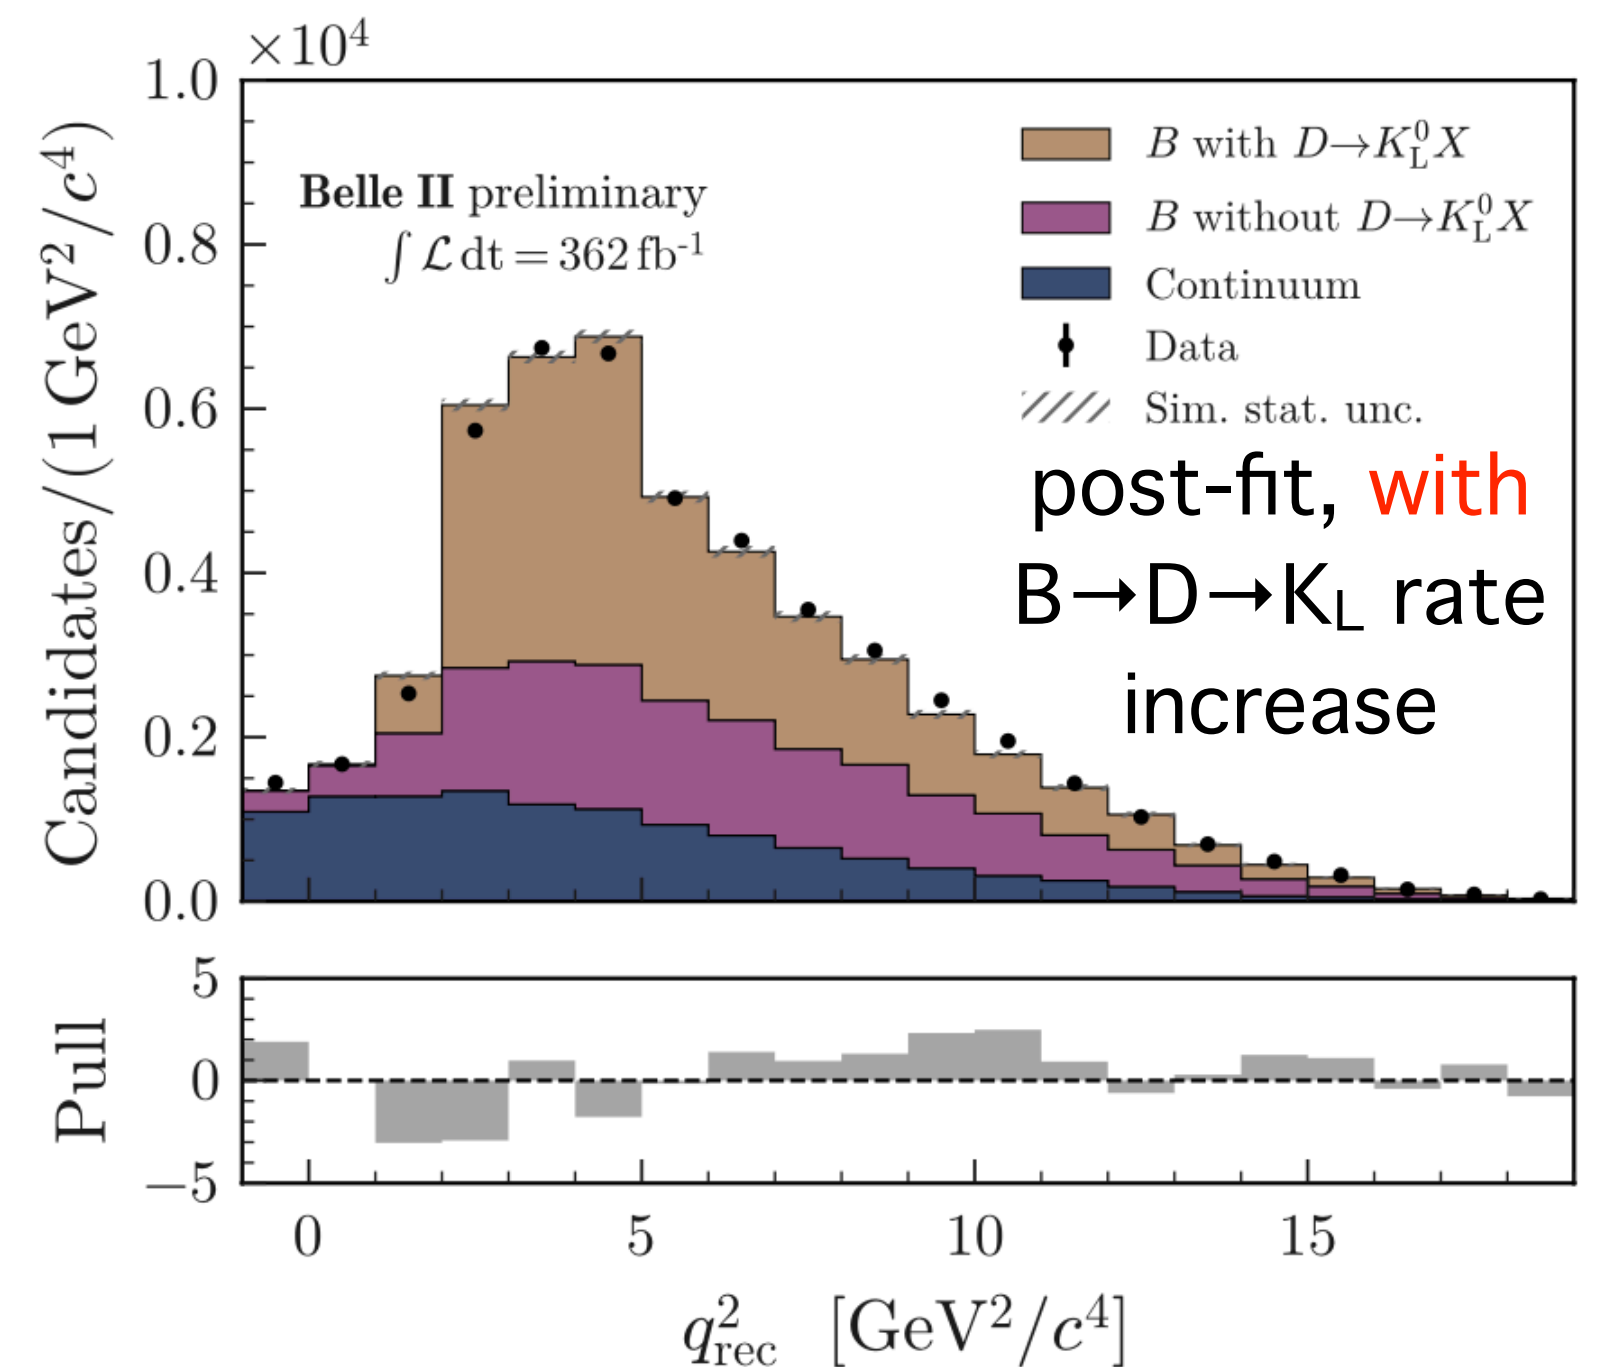 ×10⁴
1.0
0.8
0.6
0.4
0.2
0.0
Candidates/(1 GeV²/c⁴)
Belle II preliminary
∫ ℒ dt = 362 fb⁻¹
B with D→K⁰_L X
B without D→K⁰_L X
Continuum
Data
Sim. stat. unc.
post-fit, with
B→D→K_L rate
increase
5
0
−5
Pull
0 5 10 15
q²_rec [GeV²/c⁴]